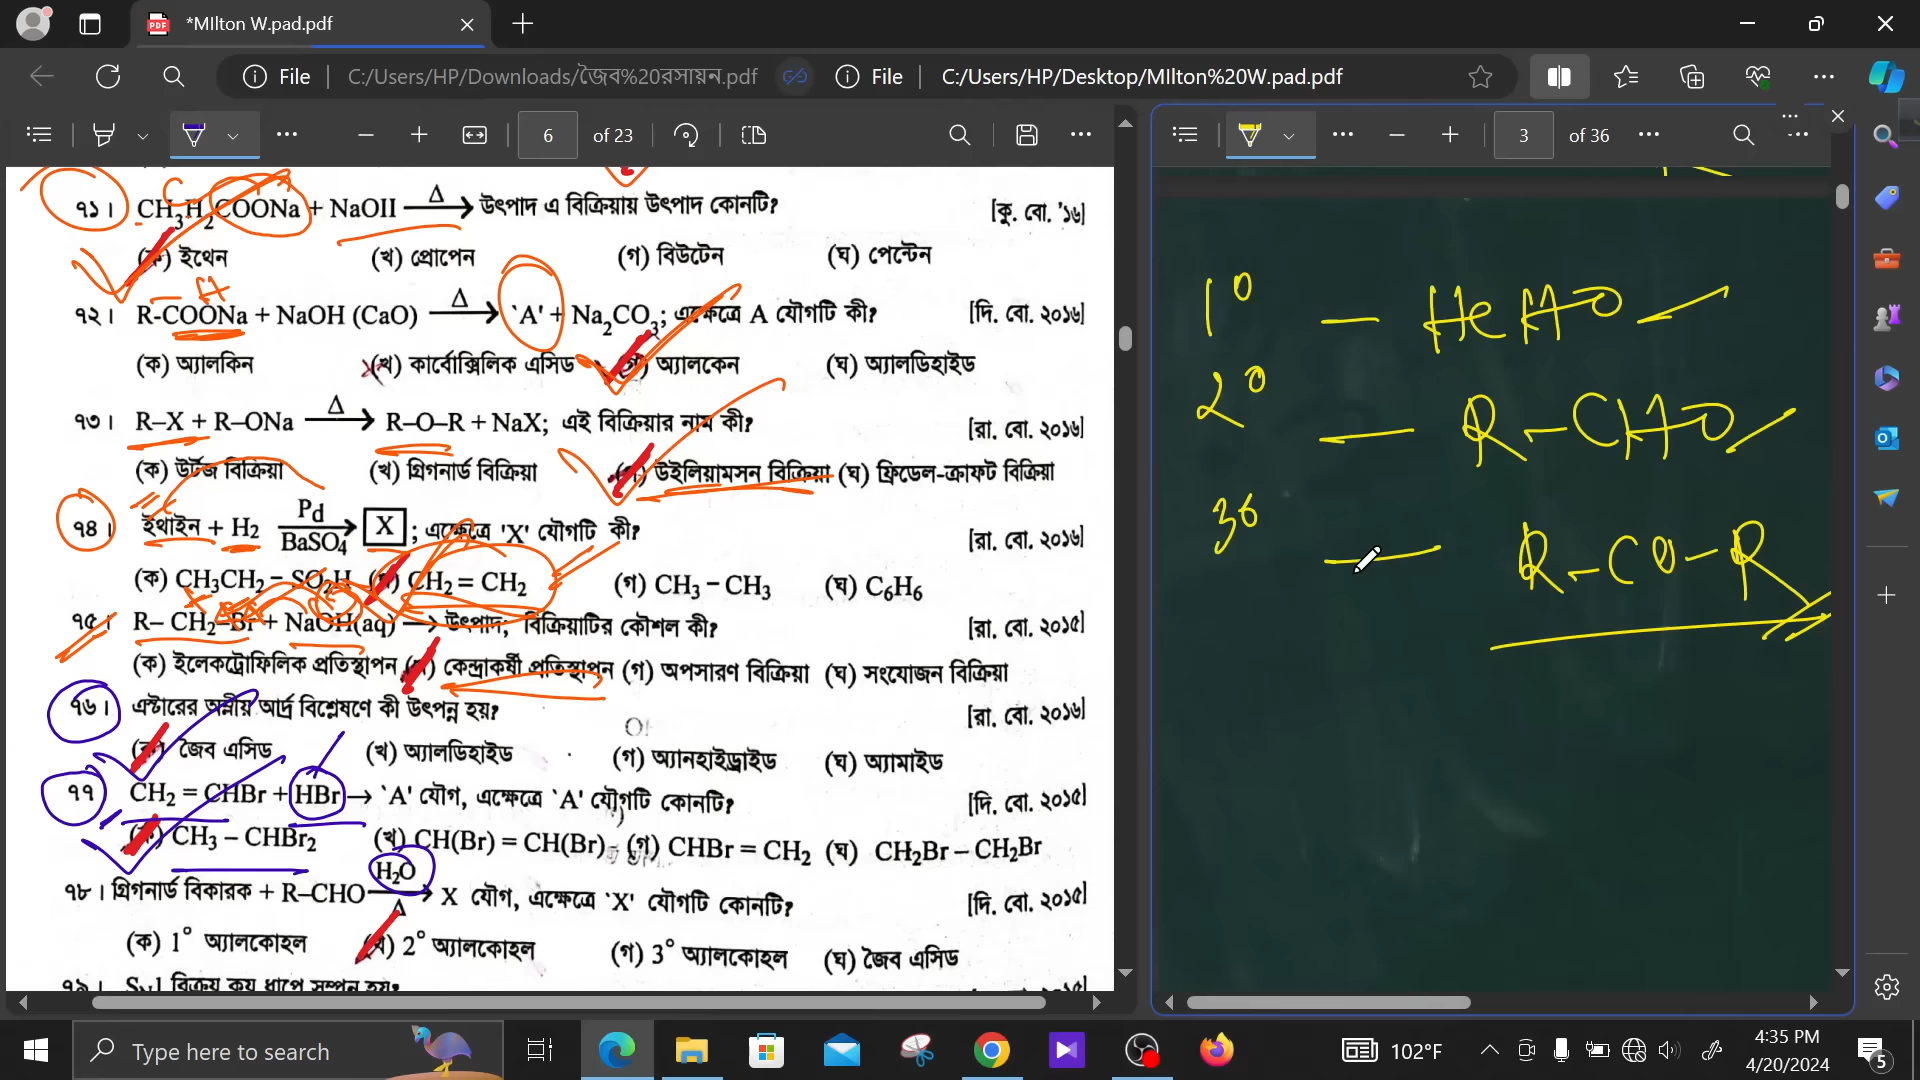 *MIlton W.pad.pdf
File C:/Users/HP/Downloads/জৈব%20রসায়ন.pdf File C:/Users/HP/Desktop/MIlton%20W.pad.pdf
6 of 23 3 of 36
৭১। CH3H2COONa + NaOII Δ উৎপাদ এ বিক্রিয়ায় উৎপাদ কোনটি? [কু. বো. '১৬]
(ক) ইথেন (খ) প্রোপেন (গ) বিউটেন (ঘ) পেন্টেন
৭২। R-COONa + NaOH (CaO) Δ 'A' + Na2CO3; এক্ষেত্রে A যৌগটি কী? [দি. বো. ২০১৬]
(ক) অ্যালকিন (খ) কার্বোক্সিলিক এসিড (গ) অ্যালকেন (ঘ) অ্যালডিহাইড
৭৩। R–X + R–ONa Δ R–O–R + NaX; এই বিক্রিয়ার নাম কী? [রা. বো. ২০১৬]
(ক) উর্টজ বিক্রিয়া (খ) গ্রিগনার্ড বিক্রিয়া (গ) উইলিয়ামসন বিক্রিয়া (ঘ) ফ্রিডেল-ক্রাফট বিক্রিয়া
৭৪। ইথাইন + H2 Pd BaSO4 X ; এক্ষেত্রে 'X' যৌগটি কী? [রা. বো. ২০১৬]
(ক) CH3CH2 – SO2H CH2 = CH2 (গ) CH3 – CH3 (ঘ) C6H6
৭৫। R– CH2–Br + NaOH(aq) → উৎপাদ, বিক্রিয়াটির কৌশল কী? [রা. বো. ২০১৫]
(ক) ইলেকট্রোফিলিক প্রতিস্থাপন কেন্দ্রাকর্ষী প্রতিস্থাপন (গ) অপসারণ বিক্রিয়া (ঘ) সংযোজন বিক্রিয়া
৭৬। এস্টারের অম্লীয় আর্দ্র বিশ্লেষণে কী উৎপন্ন হয়? [রা. বো. ২০১৬]
(ক) জৈব এসিড (খ) অ্যালডিহাইড (গ) অ্যানহাইড্রাইড (ঘ) অ্যামাইড
৭৭ CH2 = CHBr + HBr → 'A' যৌগ, এক্ষেত্রে 'A' যৌগটি কোনটি? [দি. বো. ২০১৫]
(ক) CH3 – CHBr2 (খ) CH(Br) = CH(Br) (গ) CHBr = CH2 (ঘ) CH2Br – CH2Br
৭৮। গ্রিগনার্ড বিকারক + R–CHO H2O Δ X যৌগ, এক্ষেত্রে 'X' যৌগটি কোনটি? [দি. বো. ২০১৫]
(ক) 1° অ্যালকোহল (খ) 2° অ্যালকোহল (গ) 3° অ্যালকোহল (ঘ) জৈব এসিড
1° – HCHO
2° – R–CHO
3° – R–CO–R
Type here to search 102°F 4:35 PM
4/20/2024
5